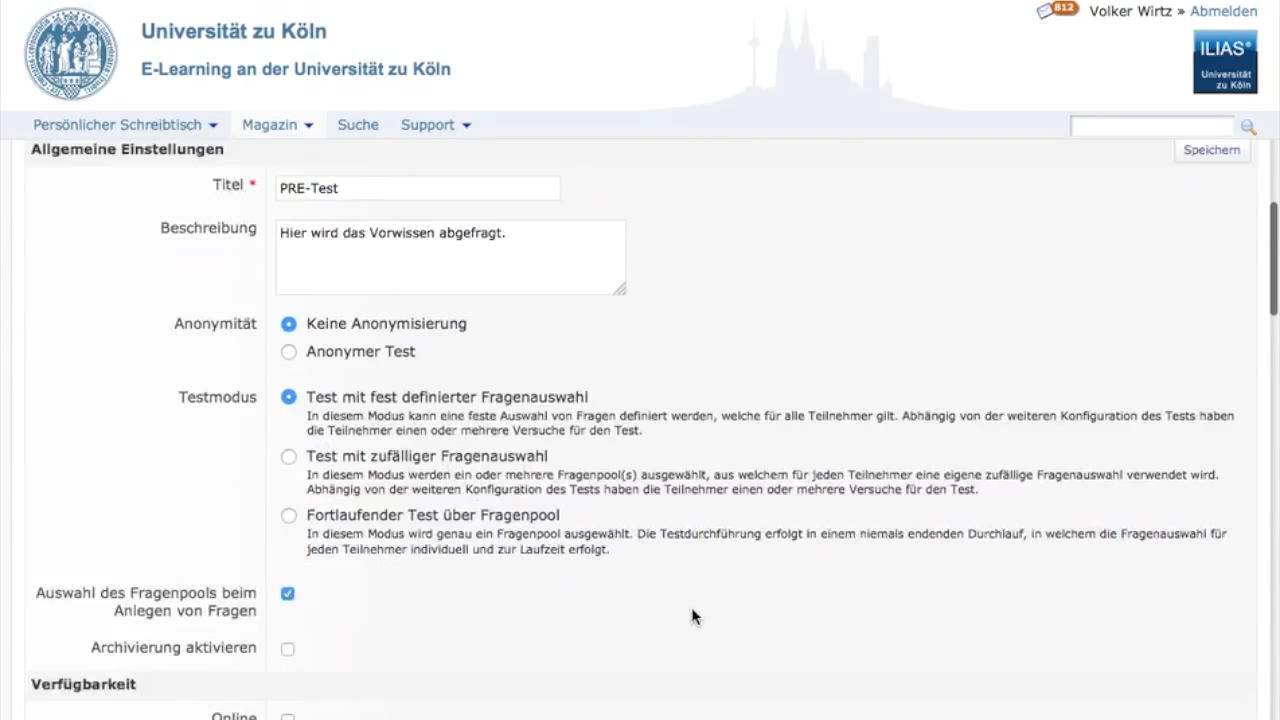 812
Volker Wirtz » Abmelden
Universität zu Köln
E-Learning an der Universität zu Köln
ILIAS®
Universität
zu Köln
Persönlicher Schreibtisch Magazin Suche Support
Allgemeine Einstellungen
Speichern
Titel * PRE-Test
Beschreibung Hier wird das Vorwissen abgefragt.
Anonymität Keine Anonymisierung
Anonymer Test
Testmodus Test mit fest definierter Fragenauswahl
In diesem Modus kann eine feste Auswahl von Fragen definiert werden, welche für alle Teilnehmer gilt. Abhängig von der weiteren Konfiguration des Tests haben
die Teilnehmer einen oder mehrere Versuche für den Test.
Test mit zufälliger Fragenauswahl
In diesem Modus werden ein oder mehrere Fragenpool(s) ausgewählt, aus welchem für jeden Teilnehmer eine eigene zufällige Fragenauswahl verwendet wird.
Abhängig von der weiteren Konfiguration des Tests haben die Teilnehmer einen oder mehrere Versuche für den Test.
Fortlaufender Test über Fragenpool
In diesem Modus wird genau ein Fragenpool ausgewählt. Die Testdurchführung erfolgt in einem niemals endenden Durchlauf, in welchem die Fragenauswahl für
jeden Teilnehmer individuell und zur Laufzeit erfolgt.
Auswahl des Fragenpools beim
Anlegen von Fragen
Archivierung aktivieren
Verfügbarkeit
Online